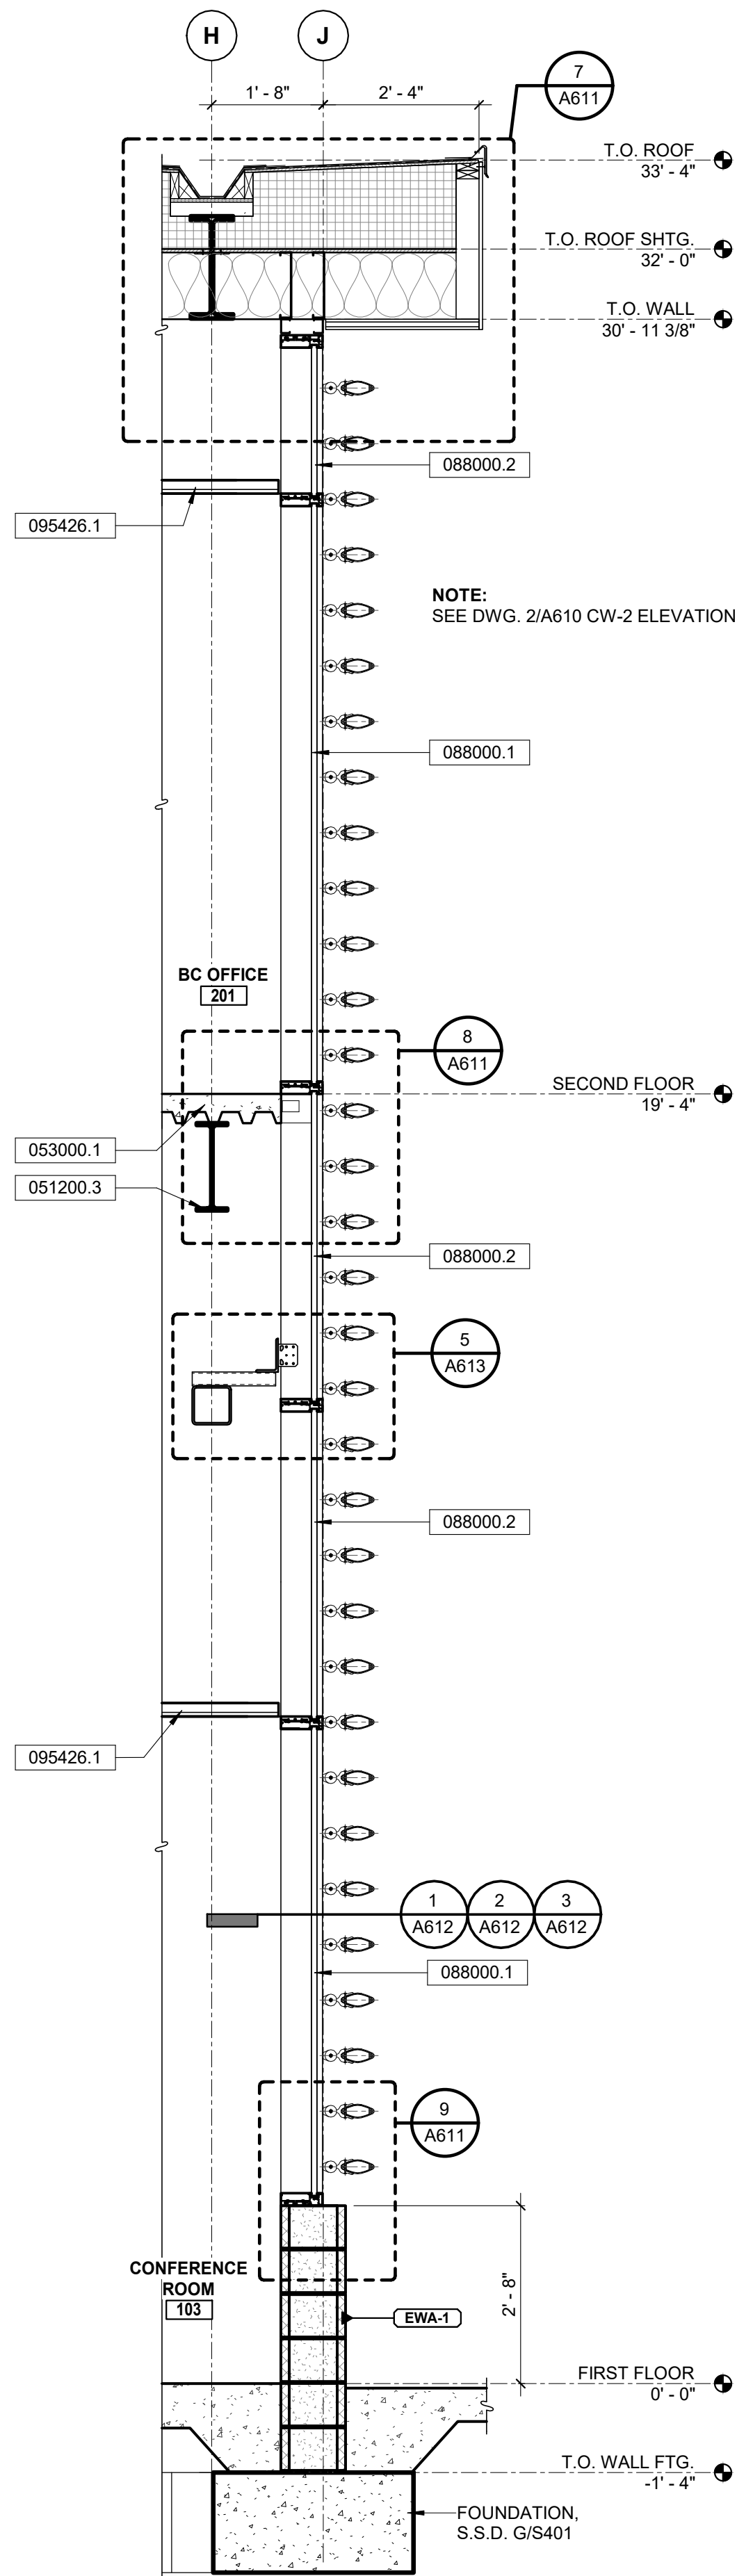 H
J
1' - 8"
2' - 4"
7
A611
T.O. ROOF
33' - 4"
T.O. ROOF SHTG.
32' - 0"
T.O. WALL
30' - 11 3/8"
088000.2
095426.1
NOTE:
SEE DWG. 2/A610 CW-2 ELEVATION
088000.1
BC OFFICE
201
8
A611
SECOND FLOOR
19' - 4"
053000.1
051200.3
088000.2
5
A613
088000.2
095426.1
1
A612
2
A612
3
A612
088000.1
9
A611
CONFERENCE
ROOM
103
2' - 8"
EWA-1
FIRST FLOOR
0' - 0"
T.O. WALL FTG.
-1' - 4"
FOUNDATION,
S.S.D. G/S401